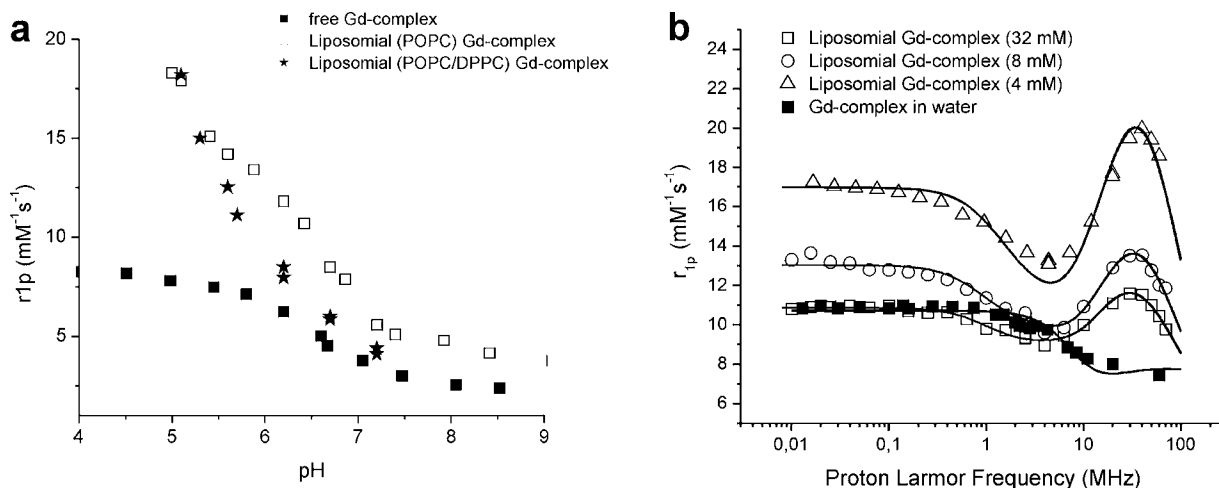 a
free Gd-complex
Liposomial (POPC) Gd-complex
Liposomial (POPC/DPPC) Gd-complex
r1p (mM⁻¹s⁻¹)
20
15
10
5
4 5 6 7 8 9
pH
b
Liposomial Gd-complex (32 mM)
Liposomial Gd-complex (8 mM)
Liposomial Gd-complex (4 mM)
Gd-complex in water
r₁ₚ (mM⁻¹s⁻¹)
24
22
20
18
16
14
12
10
8
6
0,01 0,1 1 10 100
Proton Larmor Frequency (MHz)